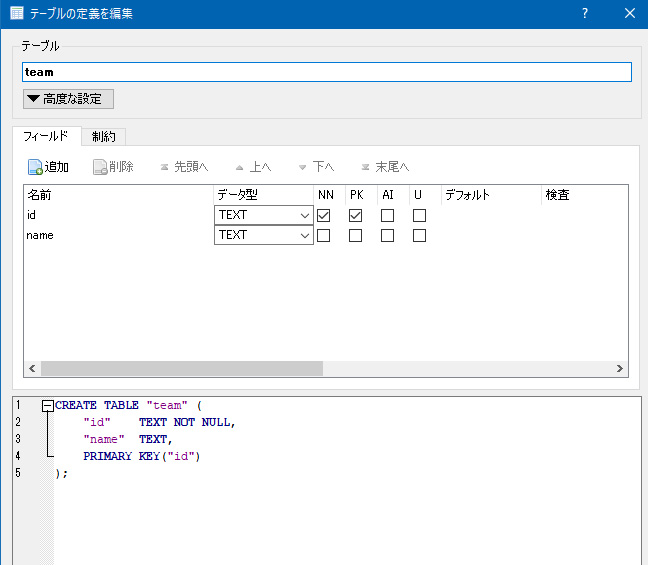 テーブルの定義を編集 ? ×
テーブル
team
▼高度な設定
フィールド 制約
追加 削除 先頭へ 上へ 下へ 末尾へ
名前 データ型 NN PK AI U デフォルト 検査
id TEXT
name TEXT
1 CREATE TABLE "team" (
2 "id" TEXT NOT NULL,
3 "name" TEXT,
4 PRIMARY KEY("id")
5 );